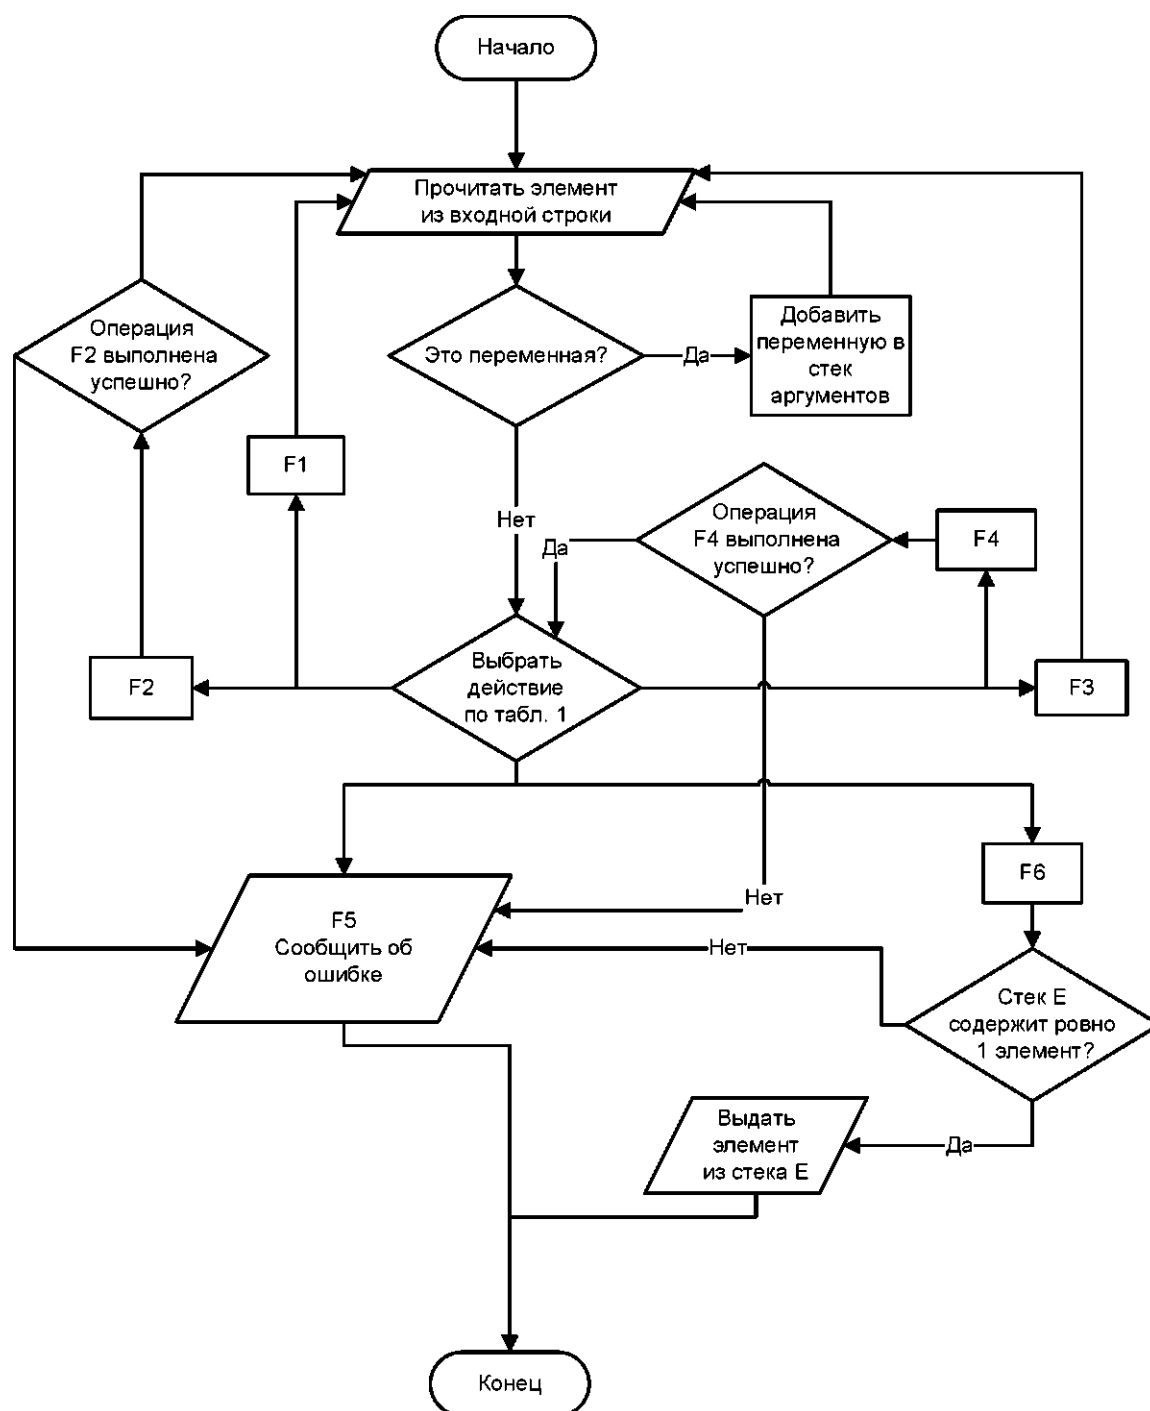 Начало
Прочитать элемент
из входной строки
Операция
F2 выполнена
успешно?
Это переменная?
Да
Добавить
переменную в
стек
аргументов
F1
Нет
Операция
F4 выполнена
успешно?
F4
Да
Выбрать
действие
по табл. 1
F2
F3
F6
F5
Сообщить об
ошибке
Нет
Нет
Стек E
содержит ровно
1 элемент?
Выдать
элемент
из стека E
Да
Конец